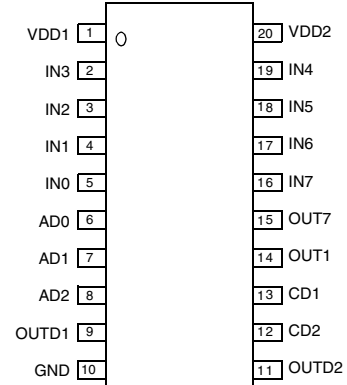 VDD1 1 20 VDD2
IN3 2 19 IN4
IN2 3 18 IN5
IN1 4 17 IN6
IN0 5 16 IN7
AD0 6 15 OUT7
AD1 7 14 OUT1
AD2 8 13 CD1
OUTD1 9 12 CD2
GND 10 11 OUTD2